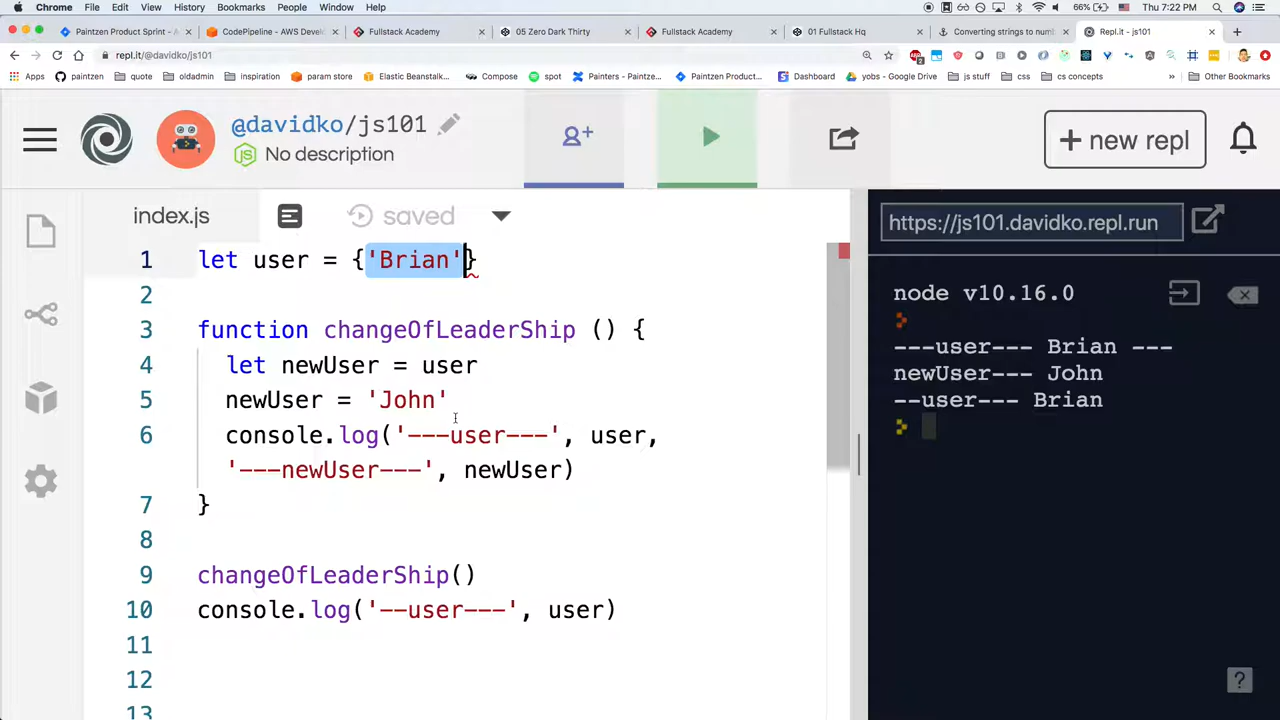 Chrome File Edit View History Bookmarks People Window Help 66% Thu 7:22 PM
Paintzen Product Sprint - A CodePipeline - AWS Devel Fullstack Academy 05 Zero Dark Thirty Fullstack Academy 01 Fullstack Hq Converting strings to num Repl.it - js101
repl.it/@davidko/js101
Apps paintzen quote oldadmin inspiration param store Elastic Beanstalk... Compose spot Painters - Paintze... Paintzen Product... Dashboard yobs - Google Drive js stuff css cs concepts » Other Bookmarks
@davidko/js101
No description
+ new repl
index.js saved
https://js101.davidko.repl.run
1 let user = {'Brian'}
2
3 function changeOfLeaderShip () {
4 let newUser = user
5 newUser = 'John'
6 console.log('---user---', user,
'---newUser---', newUser)
7 }
8
9 changeOfLeaderShip()
10 console.log('--user---', user)
11
12
13
node v10.16.0
---user--- Brian ---
newUser--- John
--user--- Brian
?